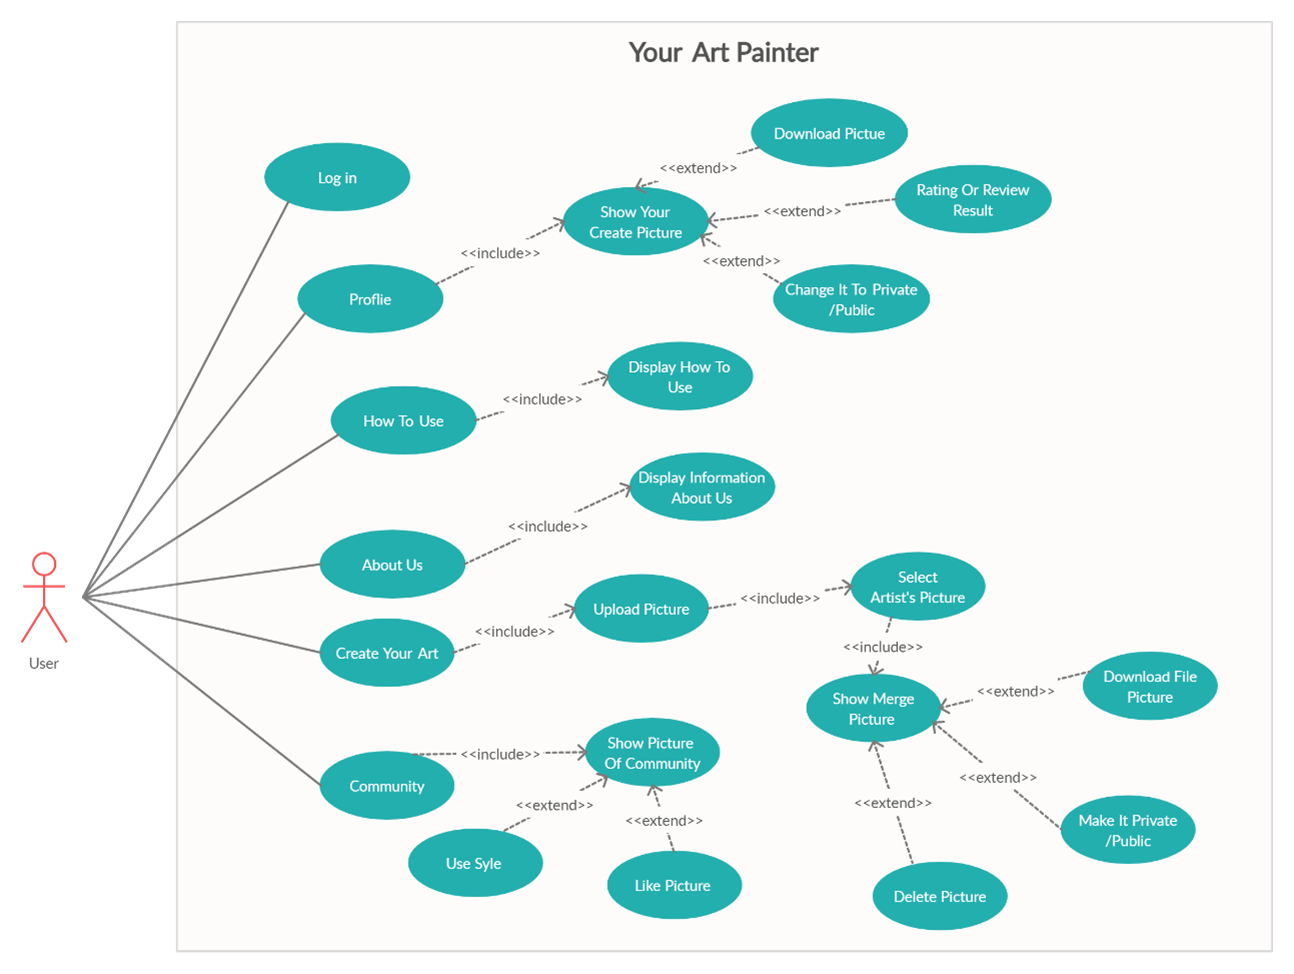 Your Art Painter
Download Pictue
Log in
<<extend>>
Rating Or Review
Result
Show Your
Create Picture
<<extend>>
<<include>>
<<extend>>
Proflie
Change It To Private
/Public
Display How To
Use
<<include>>
How To Use
Display Information
About Us
<<include>>
About Us
Select
Artist's Picture
<<include>>
Upload Picture
<<include>>
Create Your Art
User
<<include>>
Show Merge
Picture
<<extend>>
Download File
Picture
Show Picture
Of Community
<<include>>
Community
<<extend>>
<<extend>>
<<extend>>
<<extend>>
Make It Private
/Public
Use Syle
Like Picture
Delete Picture